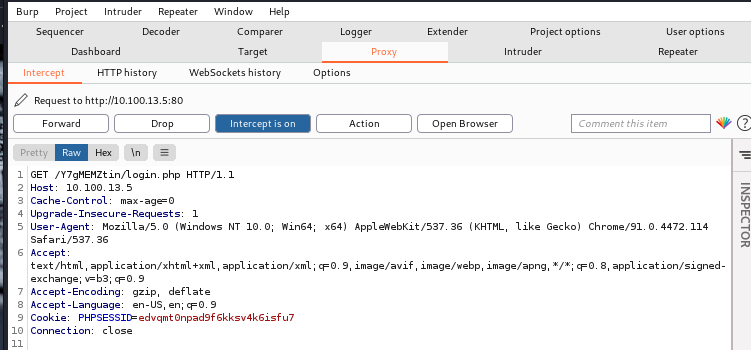 Burp Project Intruder Repeater Window Help
Sequencer Decoder Comparer Logger Extender Project options User options
Dashboard Target Proxy Intruder Repeater
Intercept HTTP history WebSockets history Options
Request to http://10.100.13.5:80
Forward Drop Intercept is on Action Open Browser Comment this item ?
Pretty Raw Hex \n
1 GET /Y7gMEMZtin/login.php HTTP/1.1
2 Host: 10.100.13.5
3 Cache-Control: max-age=0
4 Upgrade-Insecure-Requests: 1
5 User-Agent: Mozilla/5.0 (Windows NT 10.0; Win64; x64) AppleWebKit/537.36 (KHTML, like Gecko) Chrome/91.0.4472.114
Safari/537.36
6 Accept:
text/html,application/xhtml+xml,application/xml;q=0.9,image/avif,image/webp,image/apng,*/*;q=0.8,application/signed-
exchange;v=b3;q=0.9
7 Accept-Encoding: gzip, deflate
8 Accept-Language: en-US,en;q=0.9
9 Cookie: PHPSESSID=edvqmt0npad9f6kksv4k6isfu7
10 Connection: close
11
INSPECTOR